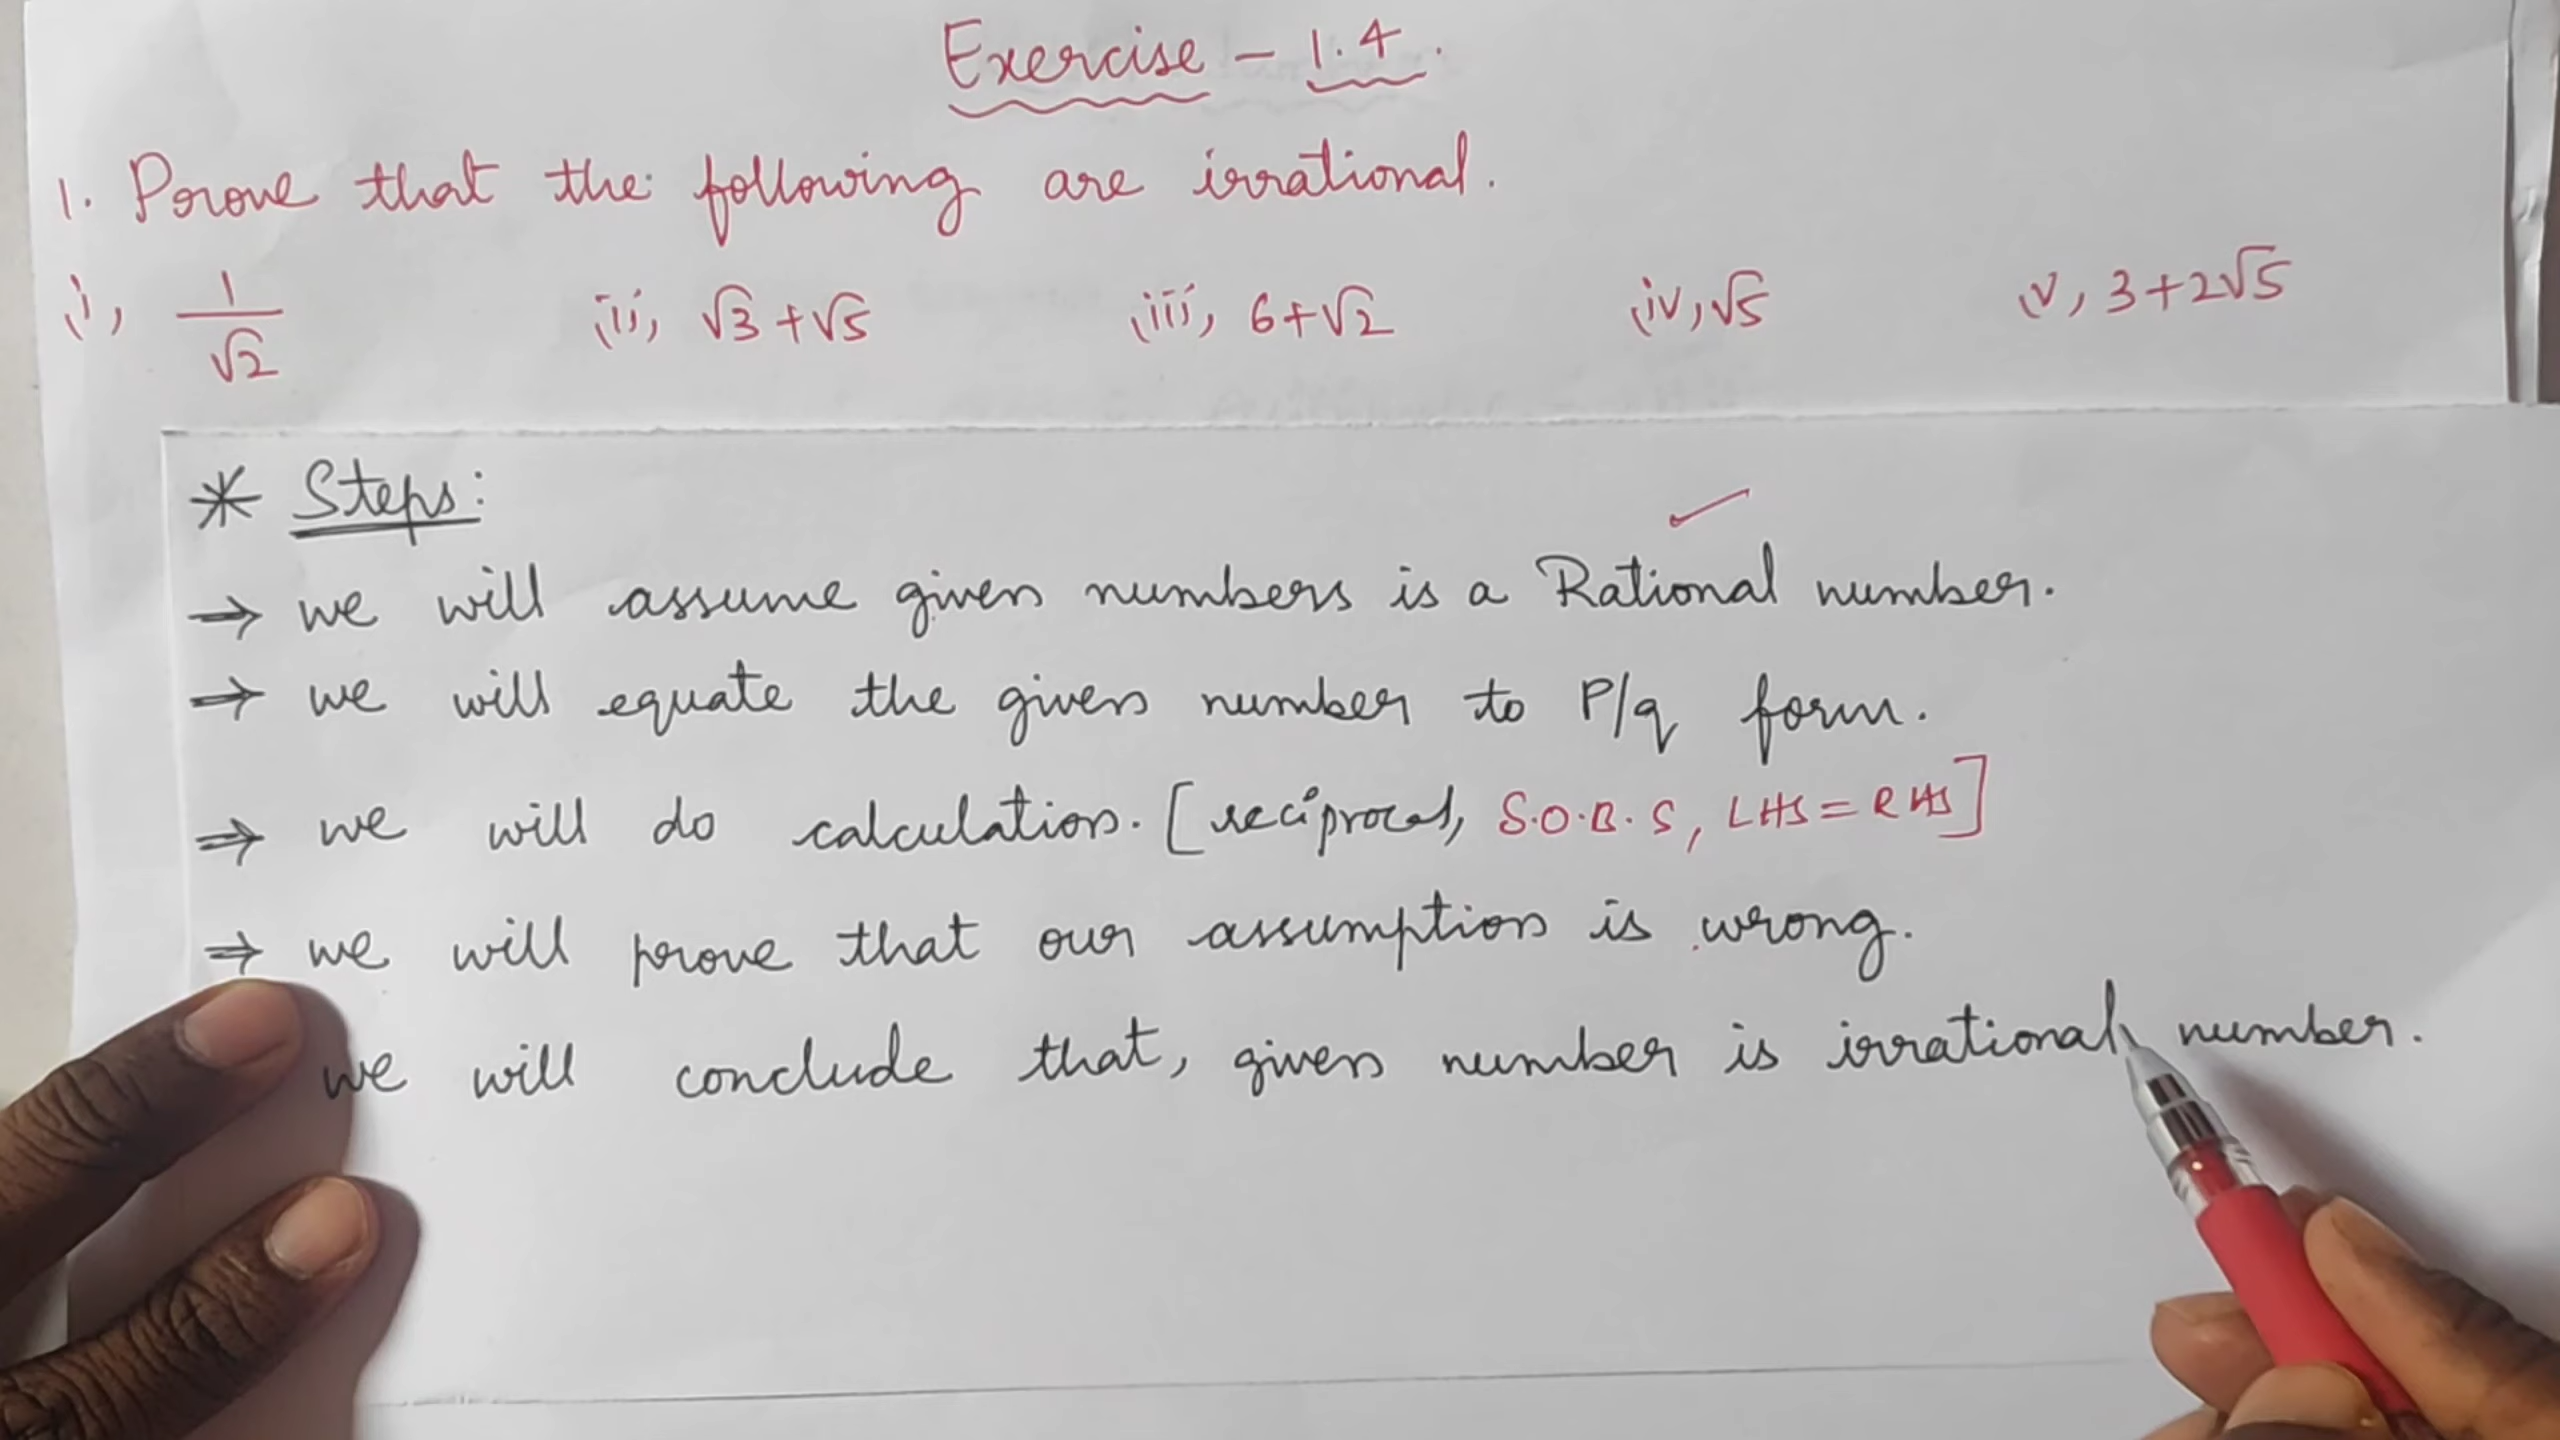 Exercise - 1.4.
1. Prove that the following are irrational.
(i) 1/√2 (ii) √3+√5 (iii) 6+√2 (iv) √5 (v) 3+2√5
* Steps:
→ we will assume given numbers is a Rational number.
→ we will equate the given number to P/q form.
→ we will do calculation. [reciprocal, S.O.B.S, LHS = RHS]
→ we will prove that our assumption is wrong.
we will conclude that, given number is irrational number.